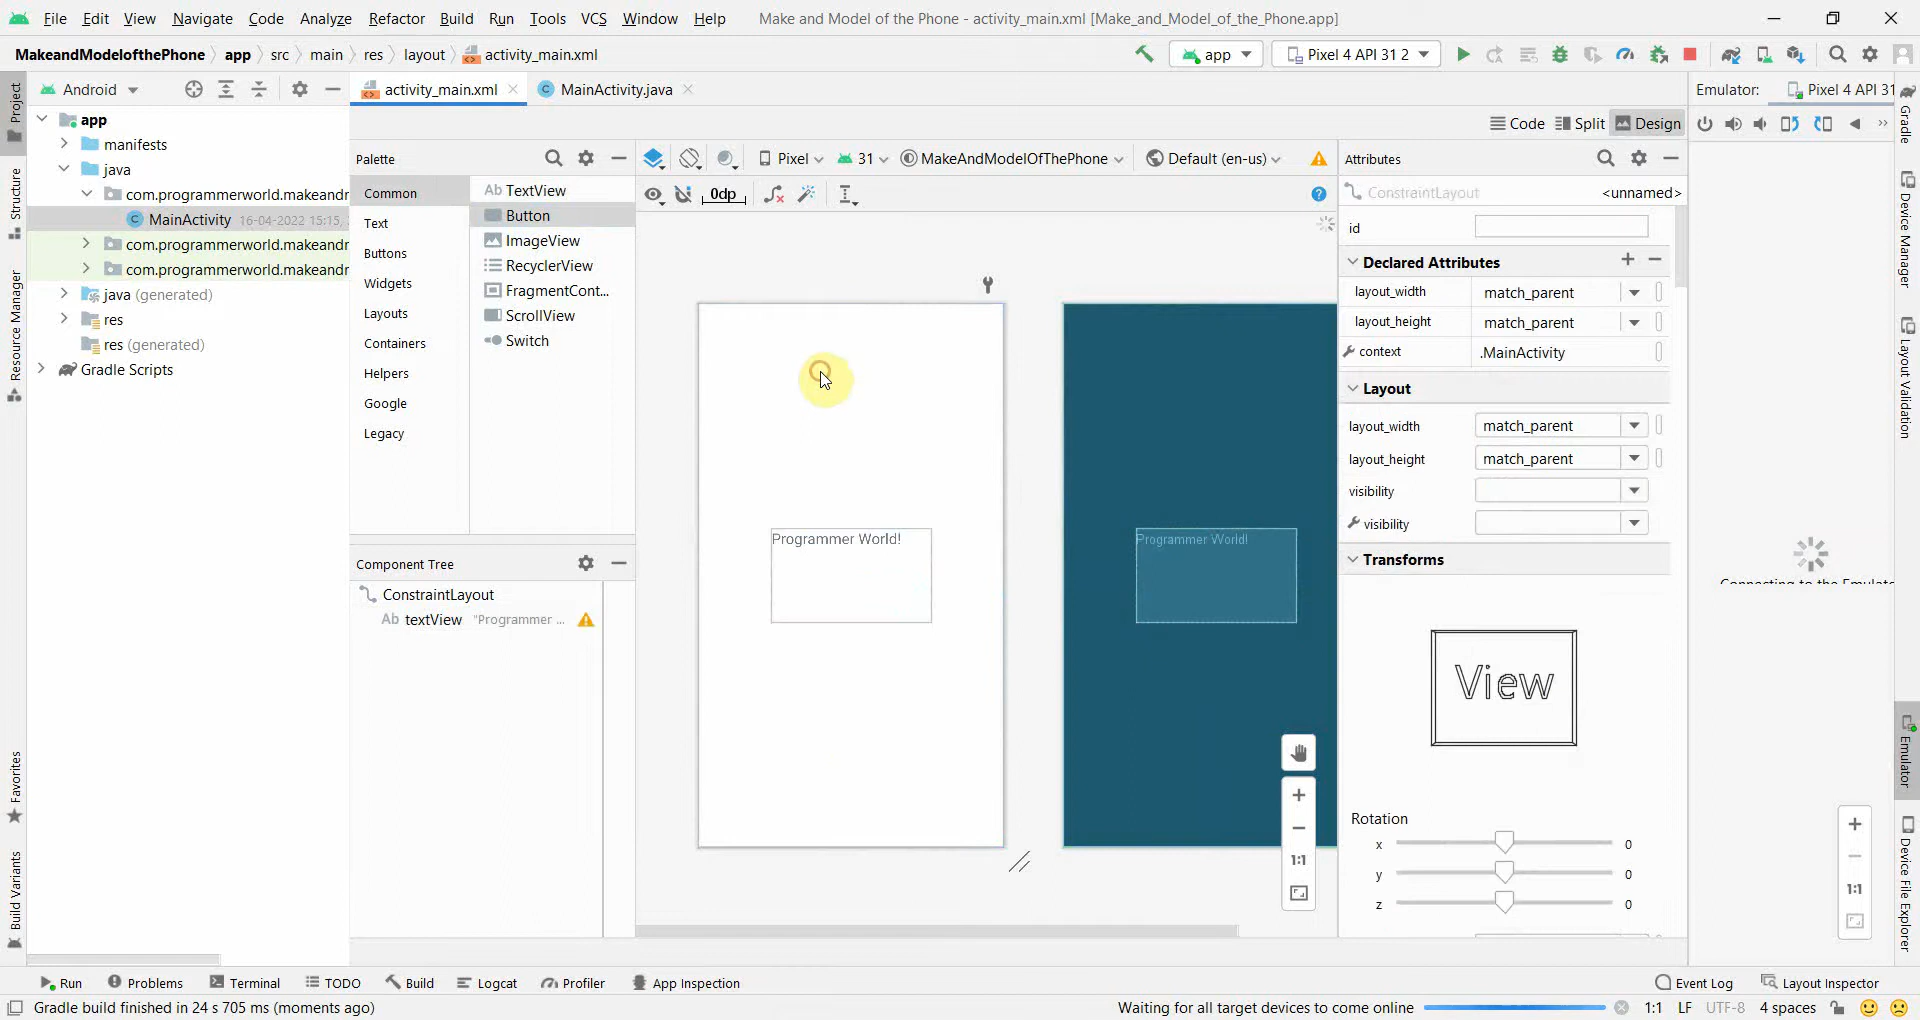 File Edit View Navigate Code Analyze Refactor Build Run Tools VCS Window Help Make and Model of the Phone - activity_main.xml [Make_and_Model_of_the_Phone.app]
MakeandModelofthePhone app src main res layout activity_main.xml app Pixel 4 API 31 2
Android activity_main.xml MainActivity.java Emulator: Pixel 4 API 31
Code Split Design
Project
Structure
Resource Manager
Favorites
Build Variants
app
manifests
java
com.programmerworld.makeandr
MainActivity 16-04-2022 15:15,
com.programmerworld.makeandr
com.programmerworld.makeandr
java (generated)
res
res (generated)
Gradle Scripts
Palette
Common
Text
Buttons
Widgets
Layouts
Containers
Helpers
Google
Legacy
Ab TextView
Button
ImageView
RecyclerView
FragmentCont...
ScrollView
Switch
Component Tree
ConstraintLayout
Ab textView "Programmer ...
Pixel 31 MakeAndModelOfThePhone Default (en-us)
0dp
Programmer World!
Programmer World!
1:1
Attributes
ConstraintLayout <unnamed>
id
Declared Attributes
layout_width match_parent
layout_height match_parent
context .MainActivity
Layout
layout_width match_parent
layout_height match_parent
visibility
visibility
Transforms
View
Rotation
x 0
y 0
z 0
Connecting to the Emulat
1:1
Gradle
Device Manager
Layout Validation
Emulator
Device File Explorer
Run Problems Terminal TODO Build Logcat Profiler App Inspection Event Log Layout Inspector
Gradle build finished in 24 s 705 ms (moments ago) Waiting for all target devices to come online 1:1 LF UTF-8 4 spaces